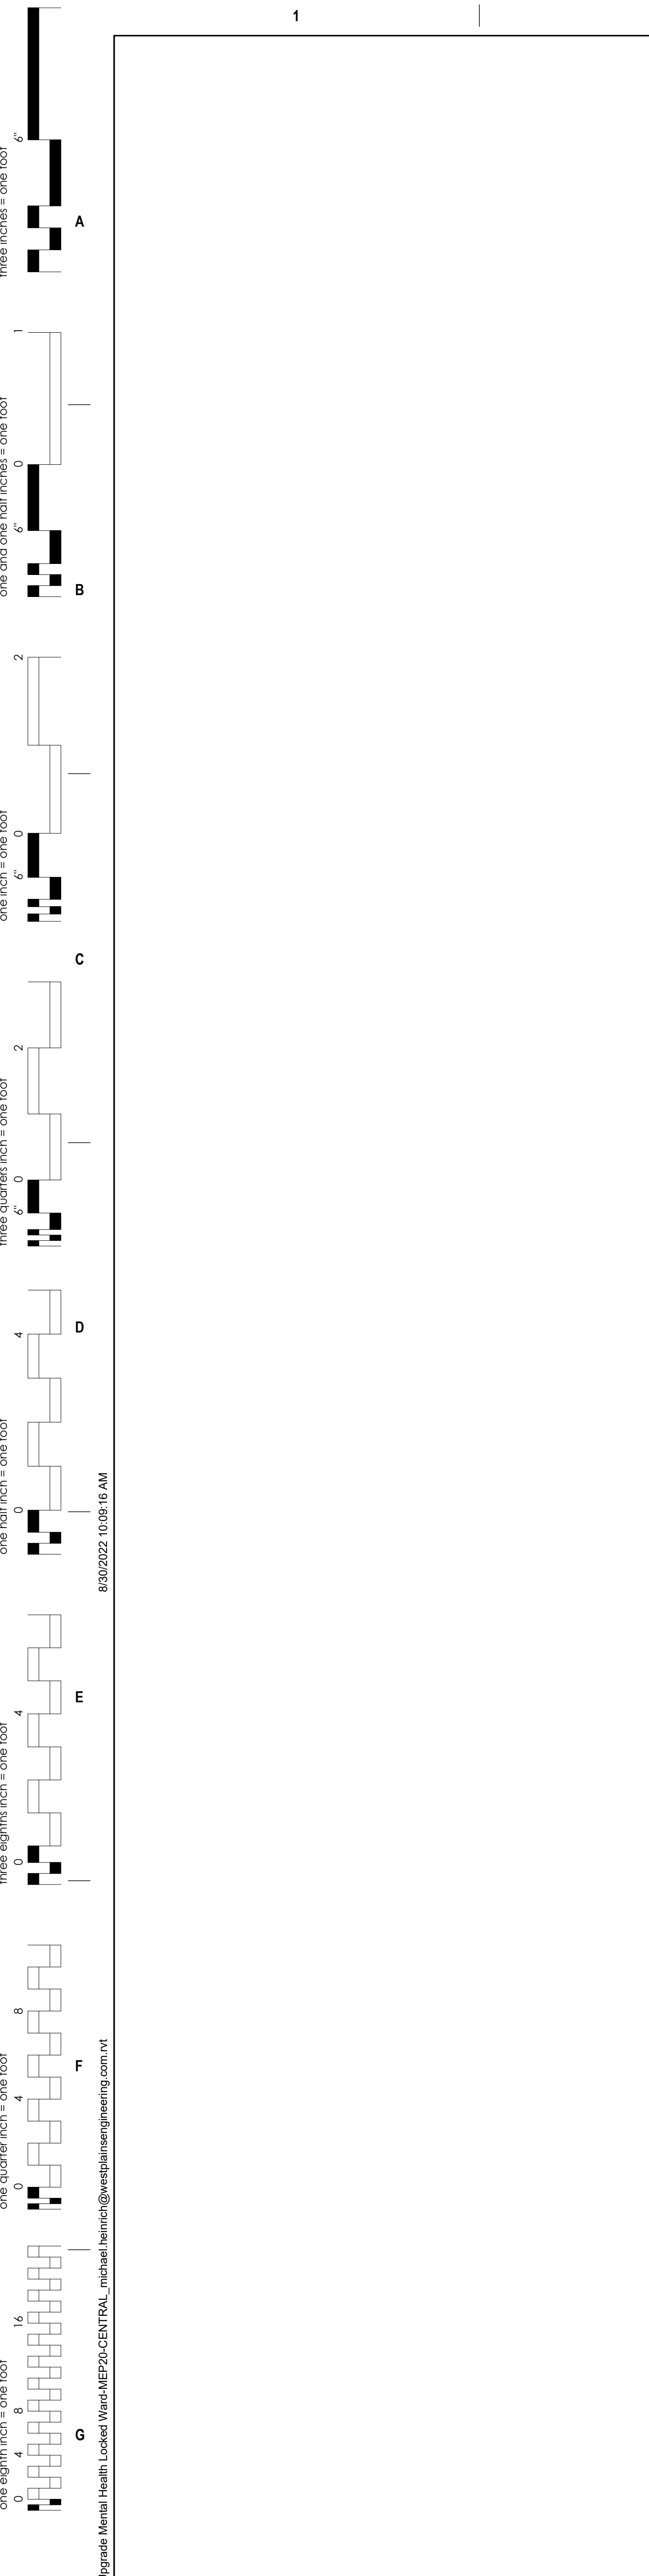 1
three inches = one foot
6"
A
one and one half inches = one foot
1
0
6"
B
one inch = one foot
2
0
6"
C
three quarters inch = one foot
2
0
6"
D
one half inch = one foot
4
0
8/30/2022 10:09:16 AM
E
three eighths inch = one foot
4
0
F
one quarter inch = one foot
8
4
0
pgrade Mental Health Locked Ward-MEP20-CENTRAL_michael.heinrich@westplainsengineering.com.rvt
G
one eighth inch = one foot
16
8
4
0